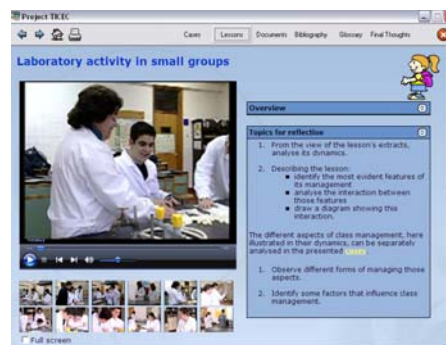 Project TICEC
Cases Lessons Documents Bibliography Glossary Final Thoughts
Laboratory activity in small groups
Overview
Topics for reflection
1. From the view of the lesson's extracts,
analyse its dynamics.
2. Describing the lesson:
■ identify the most evident features of
its management
■ analyse the interaction between
those features
■ draw a diagram showing this
interaction.
The different aspects of class management, here
illustrated in their dynamics, can be separately
analysed in the presented Cases.
1. Observe different forms of managing those
aspects.
2. Identify some factors that influence class
management.
Full screen